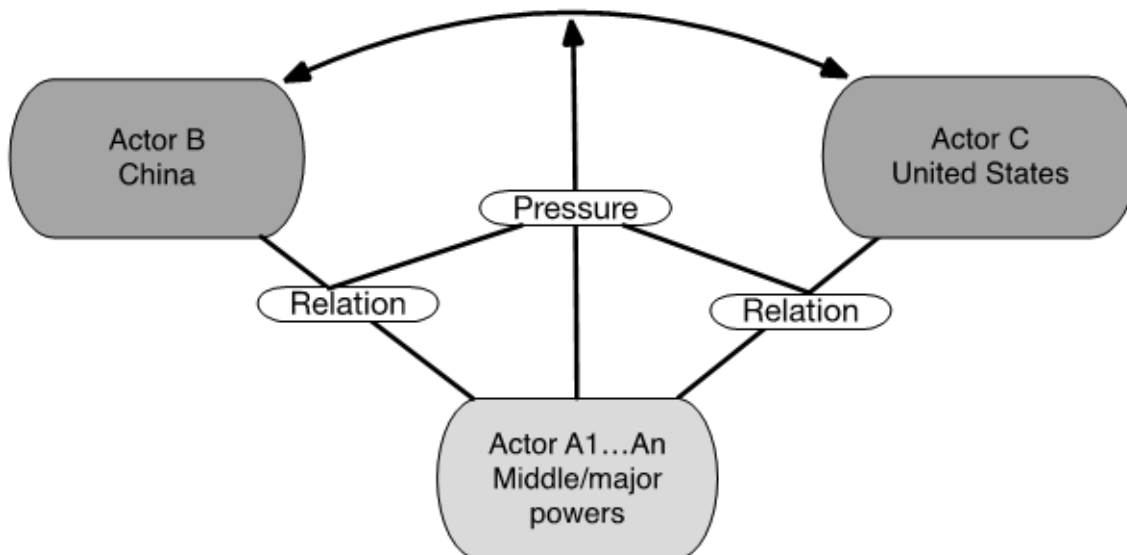 Actor B
China
Actor C
United States
Pressure
Relation
Relation
Actor A1...An
Middle/major
powers